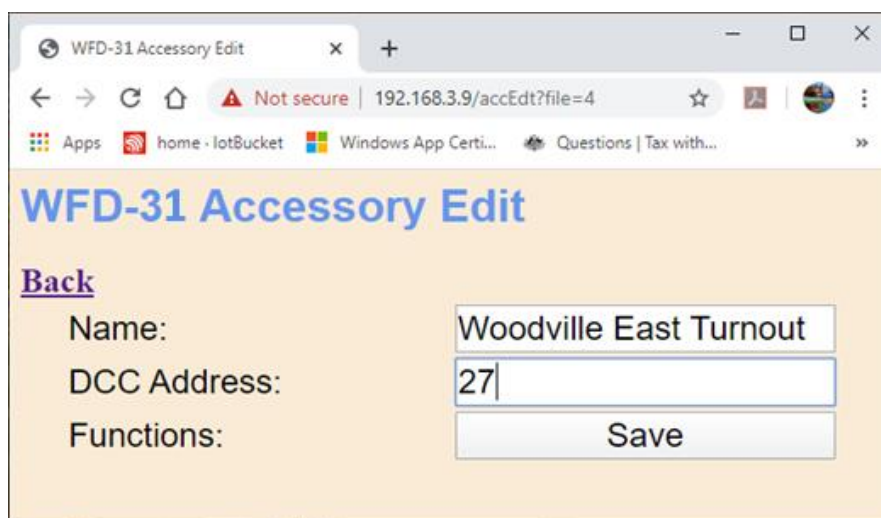 WFD-31 Accessory Edit
Not secure | 192.168.3.9/accEdt?file=4
Apps home - IotBucket Windows App Certi... Questions | Tax with...
WFD-31 Accessory Edit
Back
Name: Woodville East Turnout
DCC Address: 27
Functions: Save